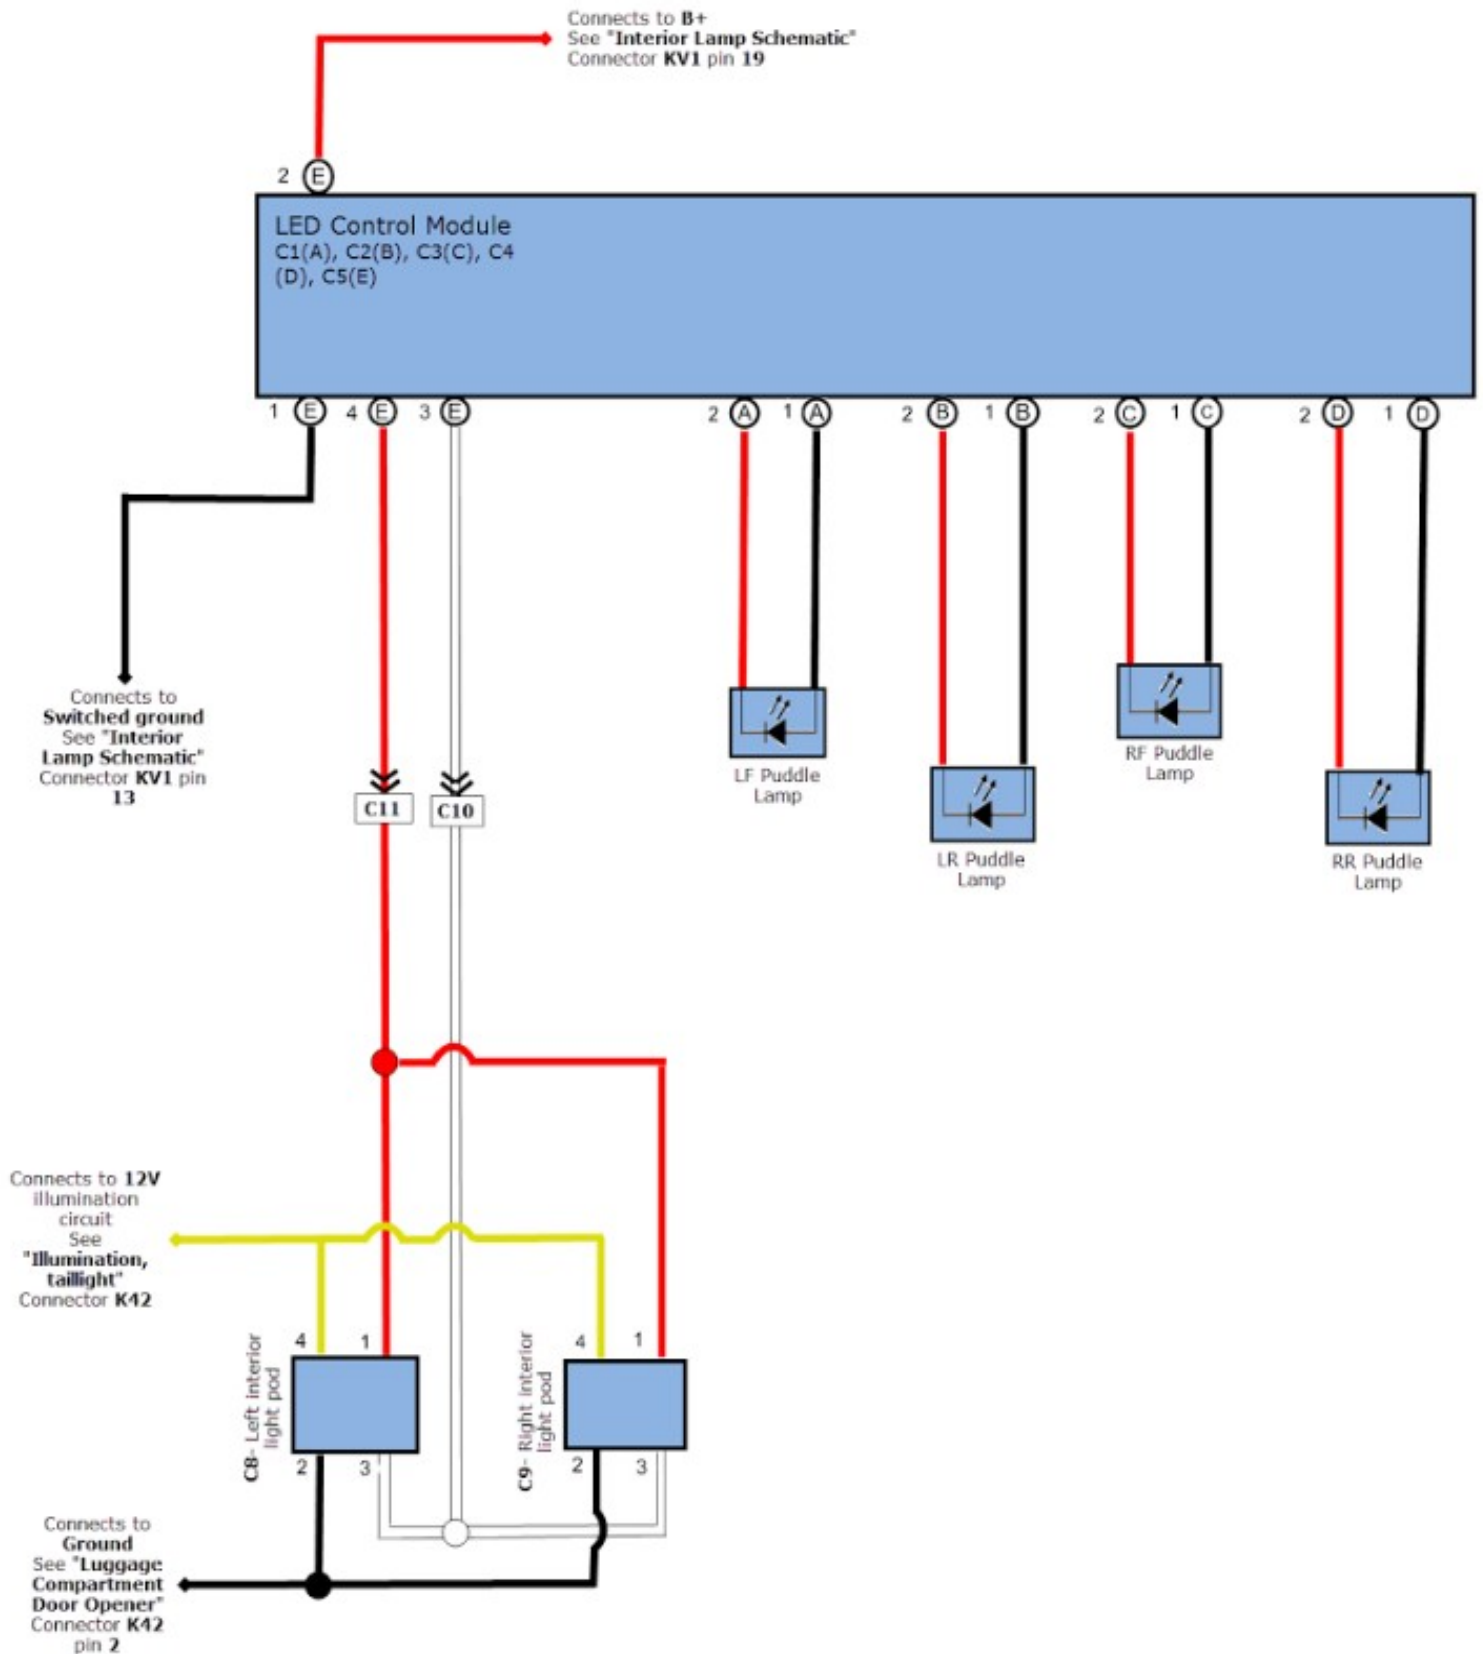 Connects to B+
See "Interior Lamp Schematic"
Connector KV1 pin 19
2 E
LED Control Module
C1(A), C2(B), C3(C), C4
(D), C5(E)
1 E 4 E 3 E 2 A 1 A 2 B 1 B 2 C 1 C 2 D 1 D
Connects to
Switched ground
See "Interior
Lamp Schematic"
Connector KV1 pin
13
C11
C10
LF Puddle
Lamp
LR Puddle
Lamp
RF Puddle
Lamp
RR Puddle
Lamp
Connects to 12V
illumination
circuit
See
"Illumination,
taillight"
Connector K42
4 1
C8- Left interior
light pod
2 3
4 1
C9- Right interior
light pod
2 3
Connects to
Ground
See "Luggage
Compartment
Door Opener"
Connector K42
pin 2